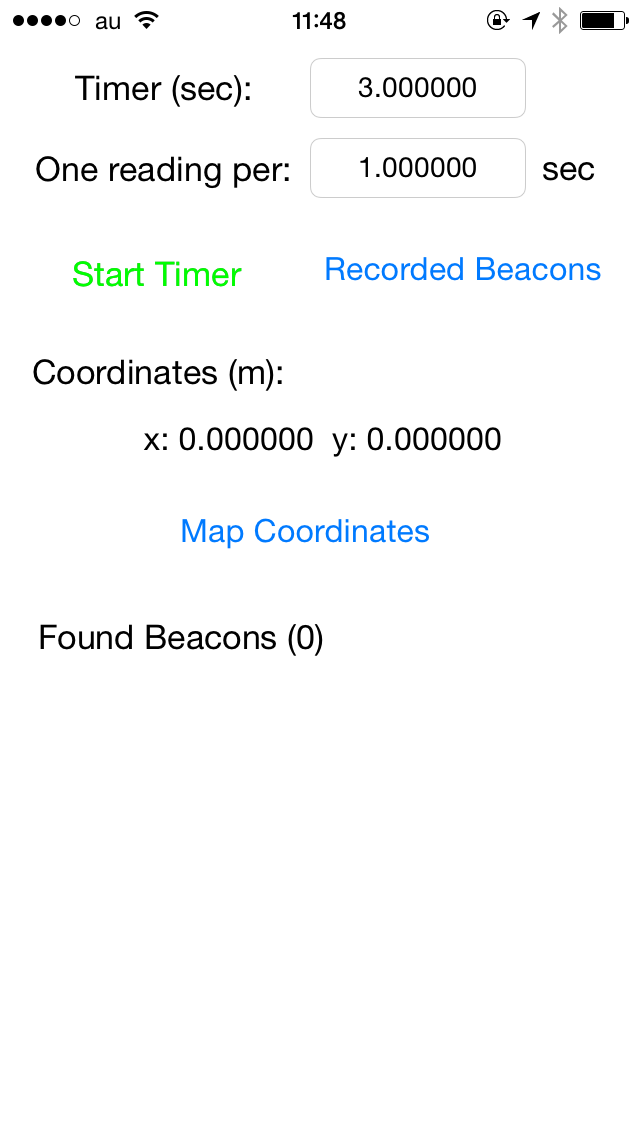 au 11:48
Timer (sec): 3.000000
One reading per: 1.000000 sec
Start Timer Recorded Beacons
Coordinates (m):
x: 0.000000 y: 0.000000
Map Coordinates
Found Beacons (0)